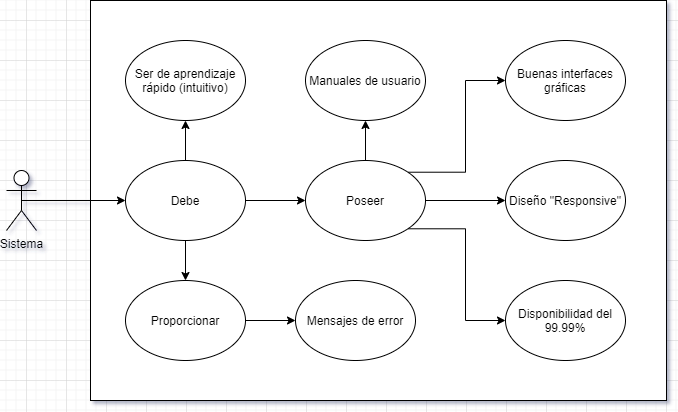 Ser de aprendizaje
rápido (intuitivo)
Manuales de usuario
Buenas interfaces
gráficas
Debe
Poseer
Diseño "Responsive"
Sistema
Proporcionar
Mensajes de error
Disponibilidad del
99.99%